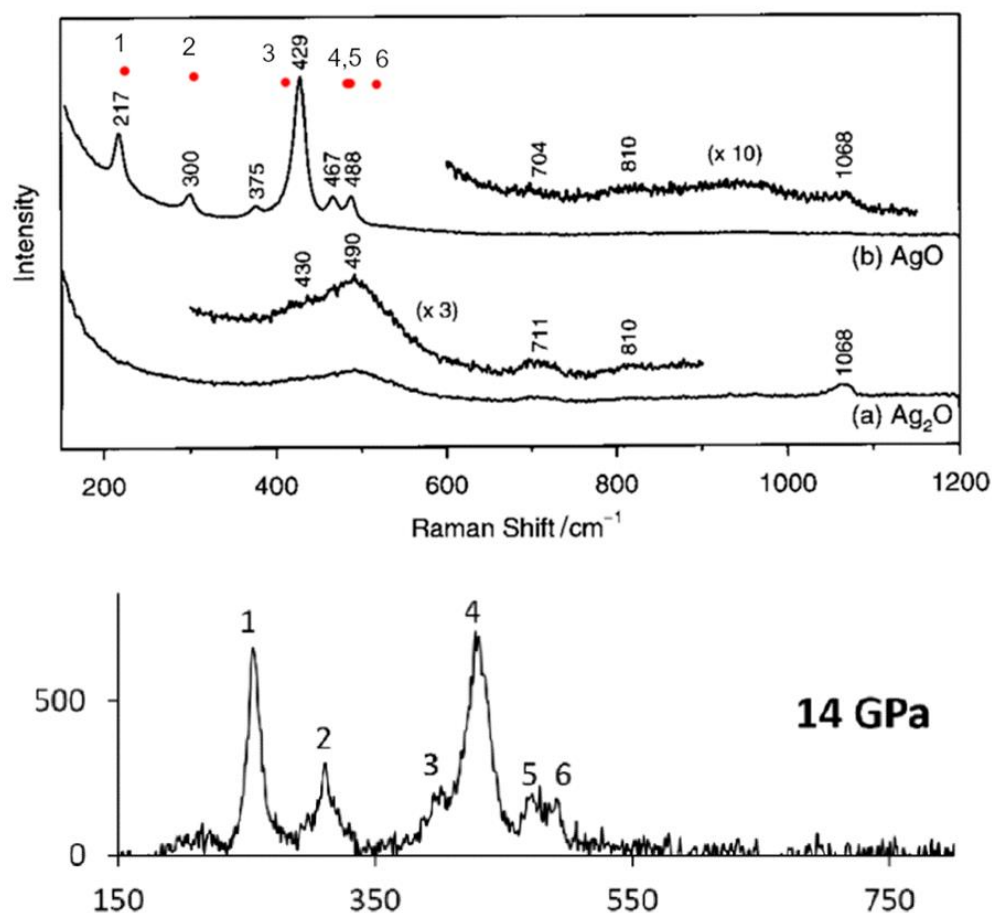 1 2 3 4,5 6
217 300 375 429 467 488
704 810 (x 10) 1068
(b) AgO
430 490 (x 3) 711 810 1068
(a) Ag₂O
Intensity
200 400 600 800 1000 1200
Raman Shift /cm⁻¹
1 2 3 4 5 6
14 GPa
500
0
150 350 550 750